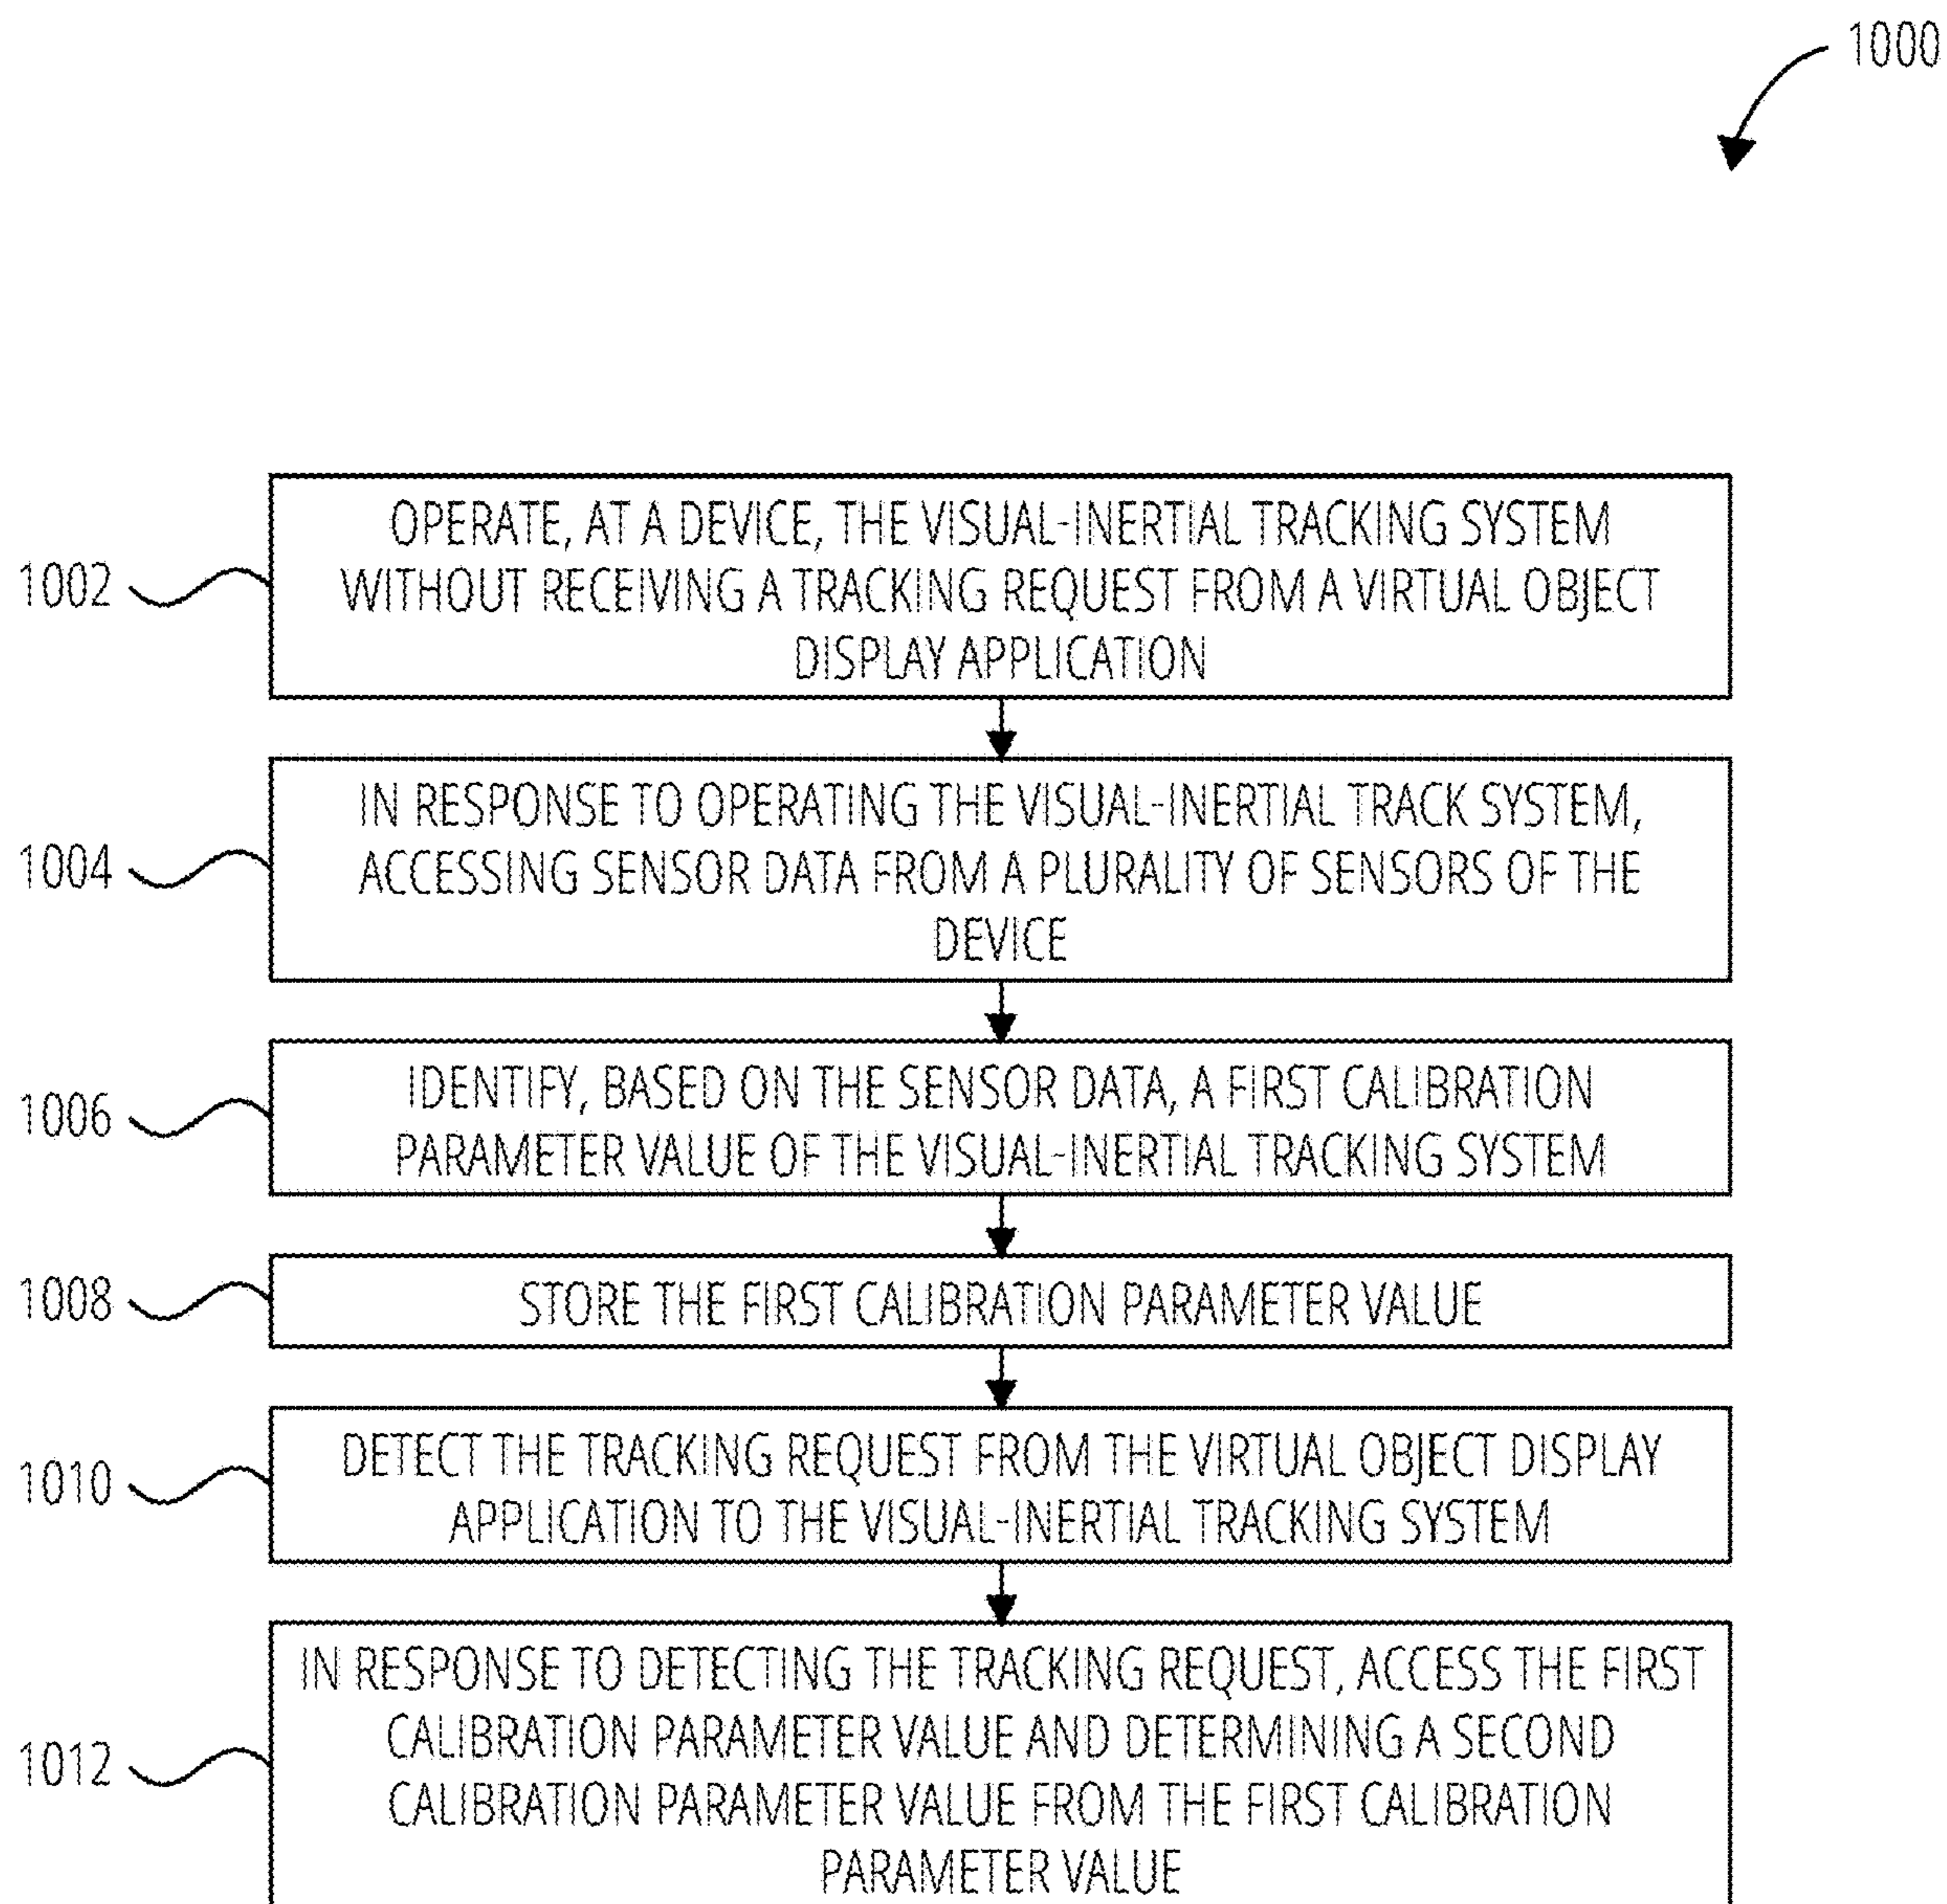 1000
1002
OPERATE, AT A DEVICE, THE VISUAL-INERTIAL TRACKING SYSTEM
WITHOUT RECEIVING A TRACKING REQUEST FROM A VIRTUAL OBJECT
DISPLAY APPLICATION
1004
IN RESPONSE TO OPERATING THE VISUAL-INERTIAL TRACK SYSTEM,
ACCESSING SENSOR DATA FROM A PLURALITY OF SENSORS OF THE
DEVICE
1006
IDENTIFY, BASED ON THE SENSOR DATA, A FIRST CALIBRATION
PARAMETER VALUE OF THE VISUAL-INERTIAL TRACKING SYSTEM
1008
STORE THE FIRST CALIBRATION PARAMETER VALUE
1010
DETECT THE TRACKING REQUEST FROM THE VIRTUAL OBJECT DISPLAY
APPLICATION TO THE VISUAL-INERTIAL TRACKING SYSTEM
1012
IN RESPONSE TO DETECTING THE TRACKING REQUEST, ACCESS THE FIRST
CALIBRATION PARAMETER VALUE AND DETERMINING A SECOND
CALIBRATION PARAMETER VALUE FROM THE FIRST CALIBRATION
PARAMETER VALUE